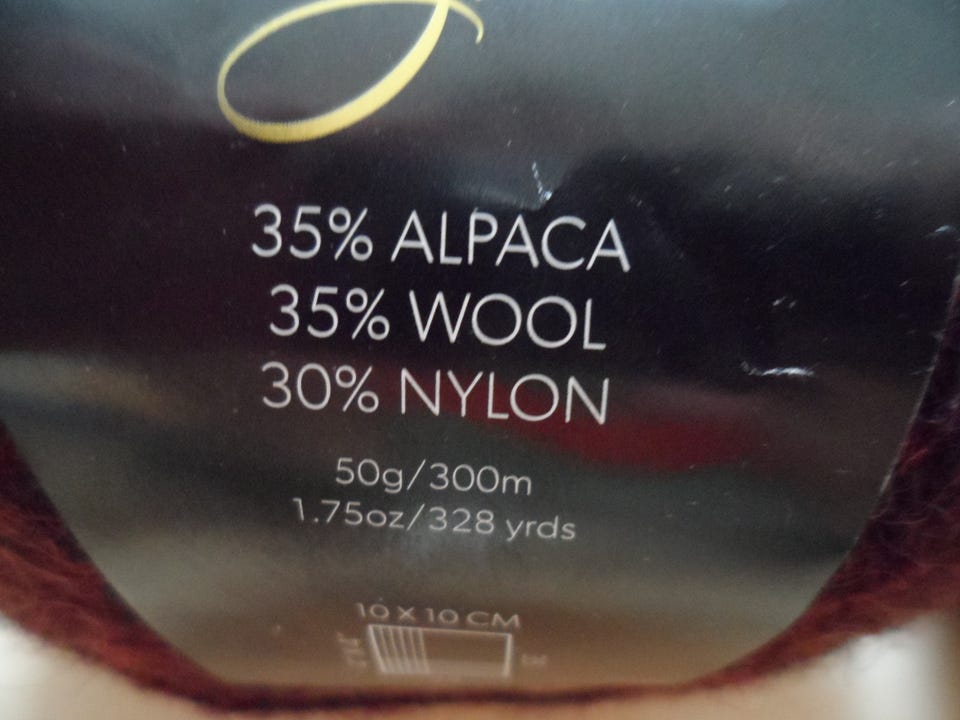 35% ALPACA
35% WOOL
30% NYLON
50g/300m
1.75oz/328 yrds
10 X 10 CM